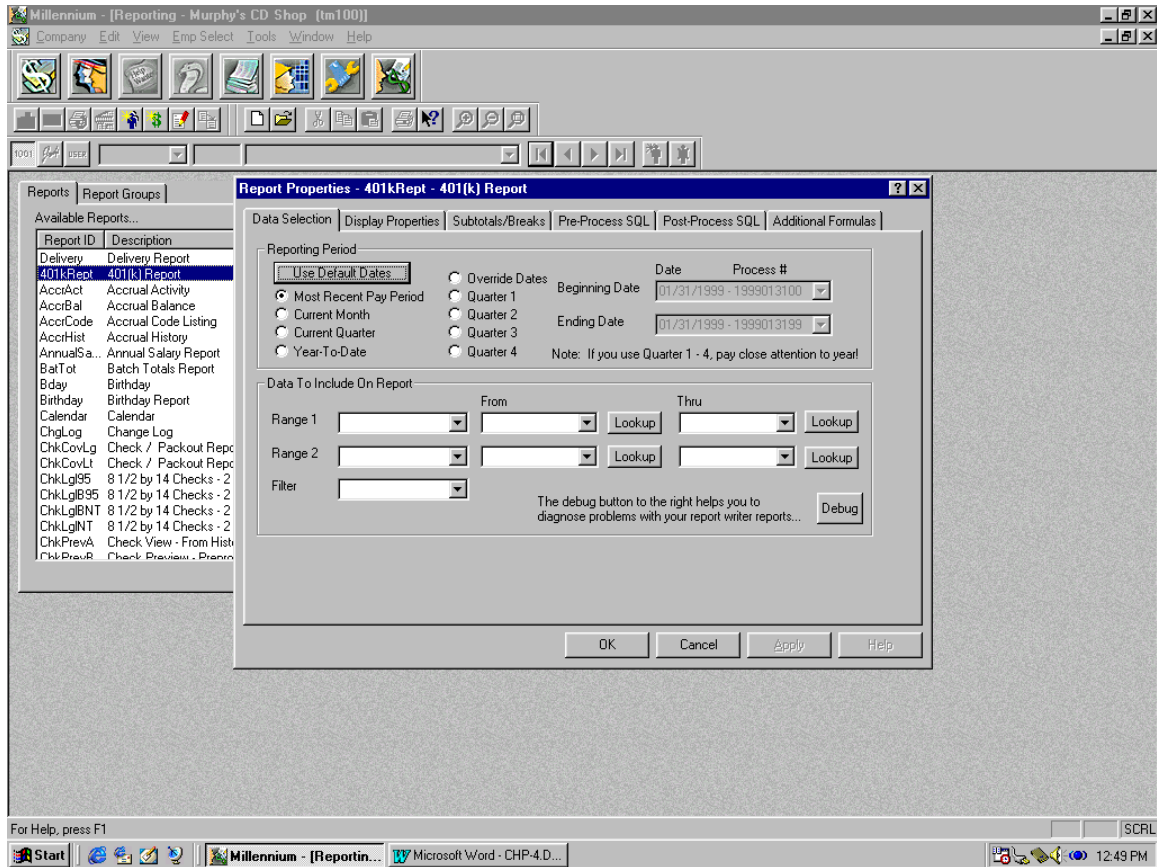 Millennium - [Reporting - Murphy's CD Shop (tm100)]
Company Edit View Emp Select Tools Window Help
1001 USER
Reports Report Groups
Available Reports...
Report ID Description
Delivery Delivery Report
401kRept 401(k) Report
AccrAct Accrual Activity
AccrBal Accrual Balance
AccrCode Accrual Code Listing
AccrHist Accrual History
AnnualSa... Annual Salary Report
BatTot Batch Totals Report
Bday Birthday
Birthday Birthday Report
Calendar Calendar
ChgLog Change Log
ChkCovLg Check / Packout Repo
ChkCovLt Check / Packout Repo
ChkLgl95 8 1/2 by 14 Checks - 2
ChkLglB95 8 1/2 by 14 Checks - 2
ChkLglBNT 8 1/2 by 14 Checks - 2
ChkLglNT 8 1/2 by 14 Checks - 2
ChkPrevA Check View - From Histo
ChkPrevB Check Preview - Prepro
Report Properties - 401kRept - 401(k) Report
Data Selection Display Properties Subtotals/Breaks Pre-Process SQL Post-Process SQL Additional Formulas
Reporting Period
Use Default Dates
Most Recent Pay Period
Current Month
Current Quarter
Year-To-Date
Override Dates
Quarter 1
Quarter 2
Quarter 3
Quarter 4
Date Process #
Beginning Date 01/31/1999 - 1999013100
Ending Date 01/31/1999 - 1999013199
Note: If you use Quarter 1 - 4, pay close attention to year!
Data To Include On Report
From Thru
Range 1 Lookup Lookup
Range 2 Lookup Lookup
Filter
The debug button to the right helps you to
diagnose problems with your report writer reports...
Debug
OK Cancel Apply Help
For Help, press F1 SCRL
Start Millennium - [Reportin... Microsoft Word - CHP-4.D... 12:49 PM